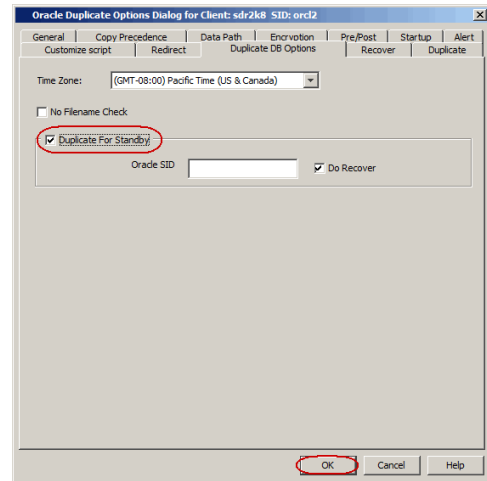 Oracle Duplicate Options Dialog for Client: sdr2k8 SID: orcl2
General Copy Precedence Data Path Encryption Pre/Post Startup Alert
Customize script Redirect Duplicate DB Options Recover Duplicate
Time Zone: (GMT-08:00) Pacific Time (US & Canada)
No Filename Check
Duplicate For Standby
Oracle SID Do Recover
OK Cancel Help